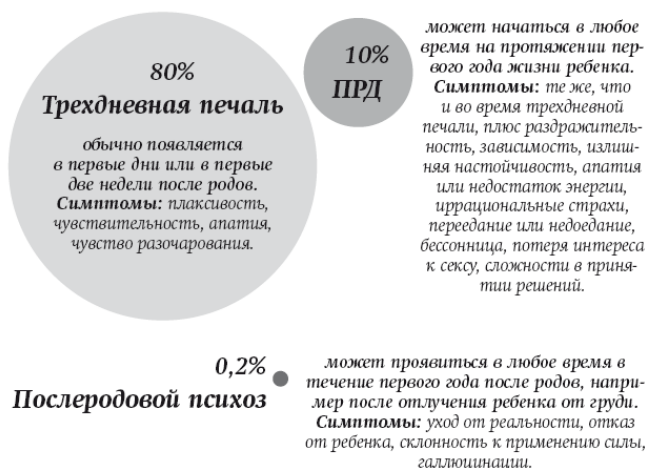 80%
Трехдневная печаль
обычно появляется
в первые дни или в первые
две недели после родов.
Симптомы: плаксивость,
чувствительность, апатия,
чувство разочарования.
10%
ПРД
может начаться в любое
время на протяжении пер-
вого года жизни ребенка.
Симптомы: те же, что
и во время трехдневной
печали, плюс раздражитель-
ность, зависимость, излиш-
няя настойчивость, апатия
или недостаток энергии,
иррациональные страхи,
переедание или недоедание,
бессонница, потеря интереса
к сексу, сложности в приня-
тии решений.
0,2%
Послеродовой психоз
может проявиться в любое время в
течение первого года после родов, напри-
мер после отлучения ребенка от груди.
Симптомы: уход от реальности, отказ
от ребенка, склонность к применению силы,
галлюцинации.